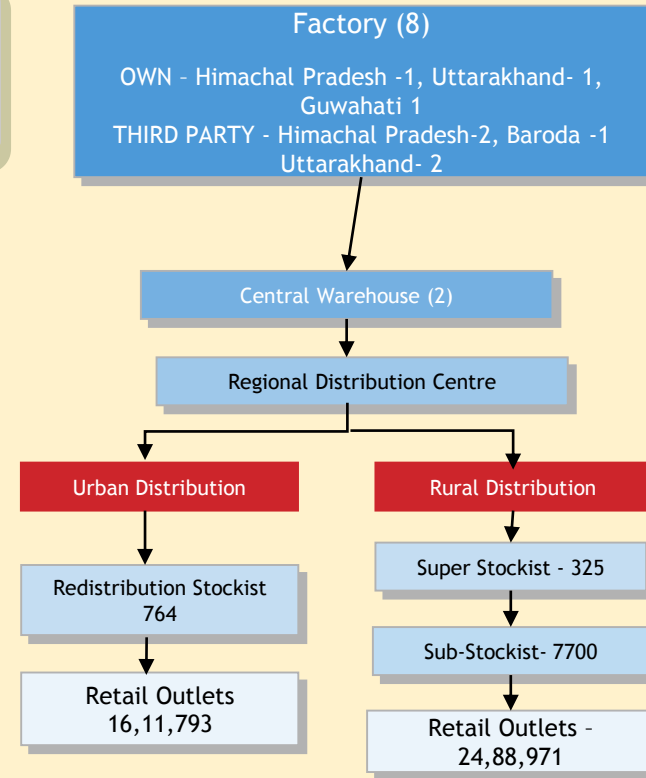 Factory (8)
OWN – Himachal Pradesh -1, Uttarakhand- 1,
Guwahati 1
THIRD PARTY - Himachal Pradesh-2, Baroda -1
Uttarakhand- 2
Central Warehouse (2)
Regional Distribution Centre
Urban Distribution
Rural Distribution
Redistribution Stockist
764
Super Stockist - 325
Sub-Stockist- 7700
Retail Outlets
16,11,793
Retail Outlets –
24,88,971